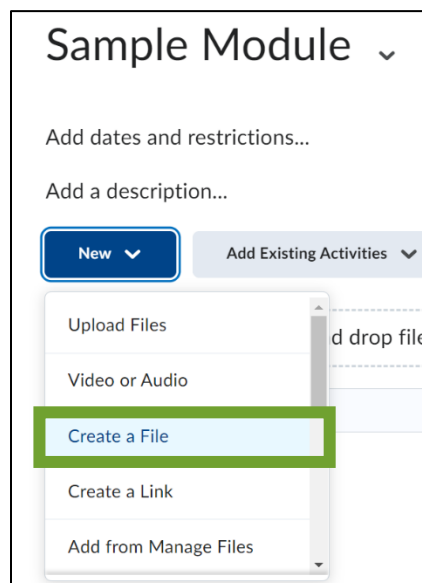 Sample Module
Add dates and restrictions...
Add a description...
New Add Existing Activities
Upload Files
d drop file
Video or Audio
Create a File
Create a Link
Add from Manage Files